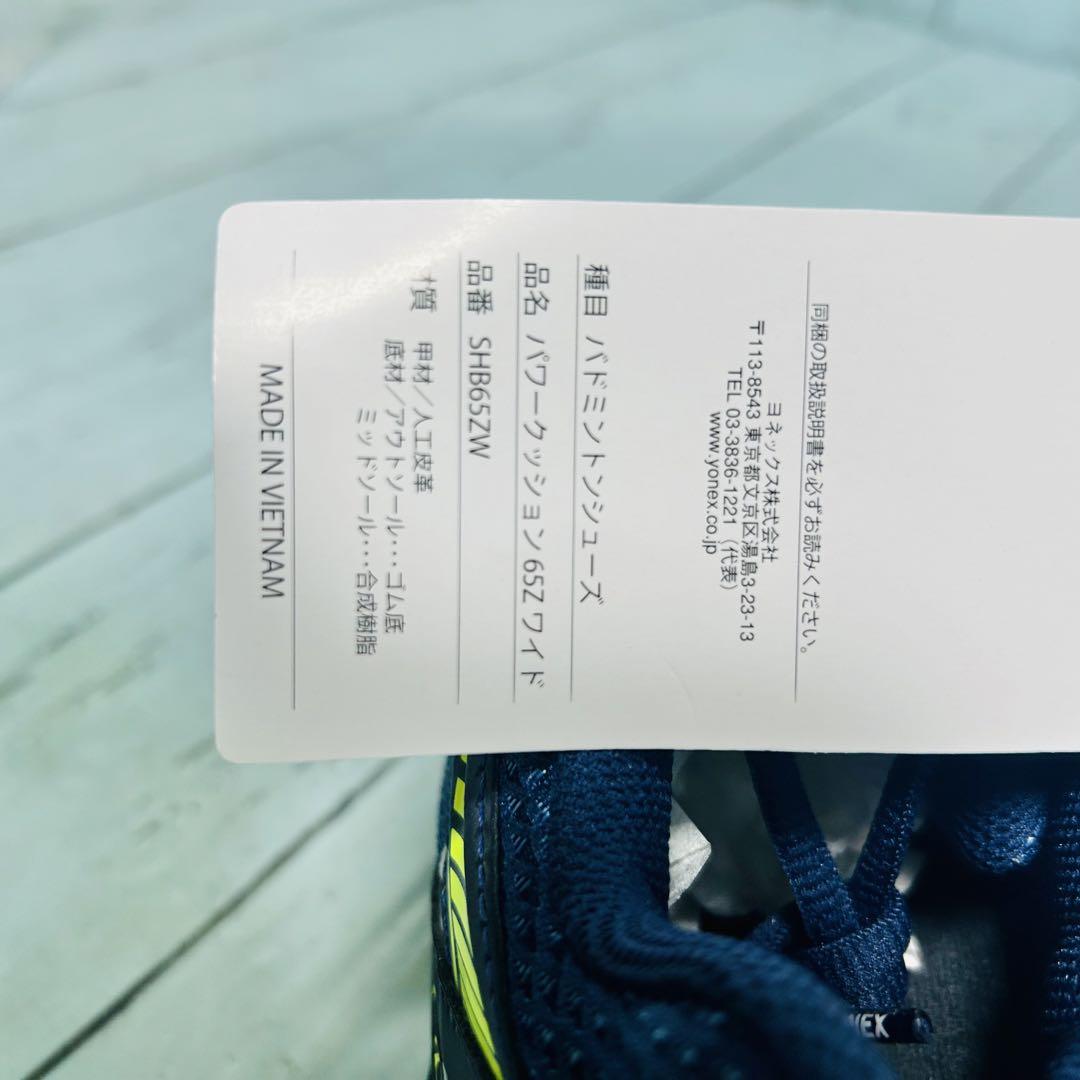 同梱の取扱説明書を必ずお読みください。
ヨネックス株式会社
〒113-8543 東京都文京区湯島3-23-13
TEL 03-3836-1221（代表）
www.yonex.co.jp
種目 バドミントンシューズ
品名 パワークッション65Z ワイド
品番 SHB65ZW
質 甲材／人工皮革
底材／アウトソール･･･ゴム底
ミッドソール･･･合成樹脂
MADE IN VIETNAM
NEX